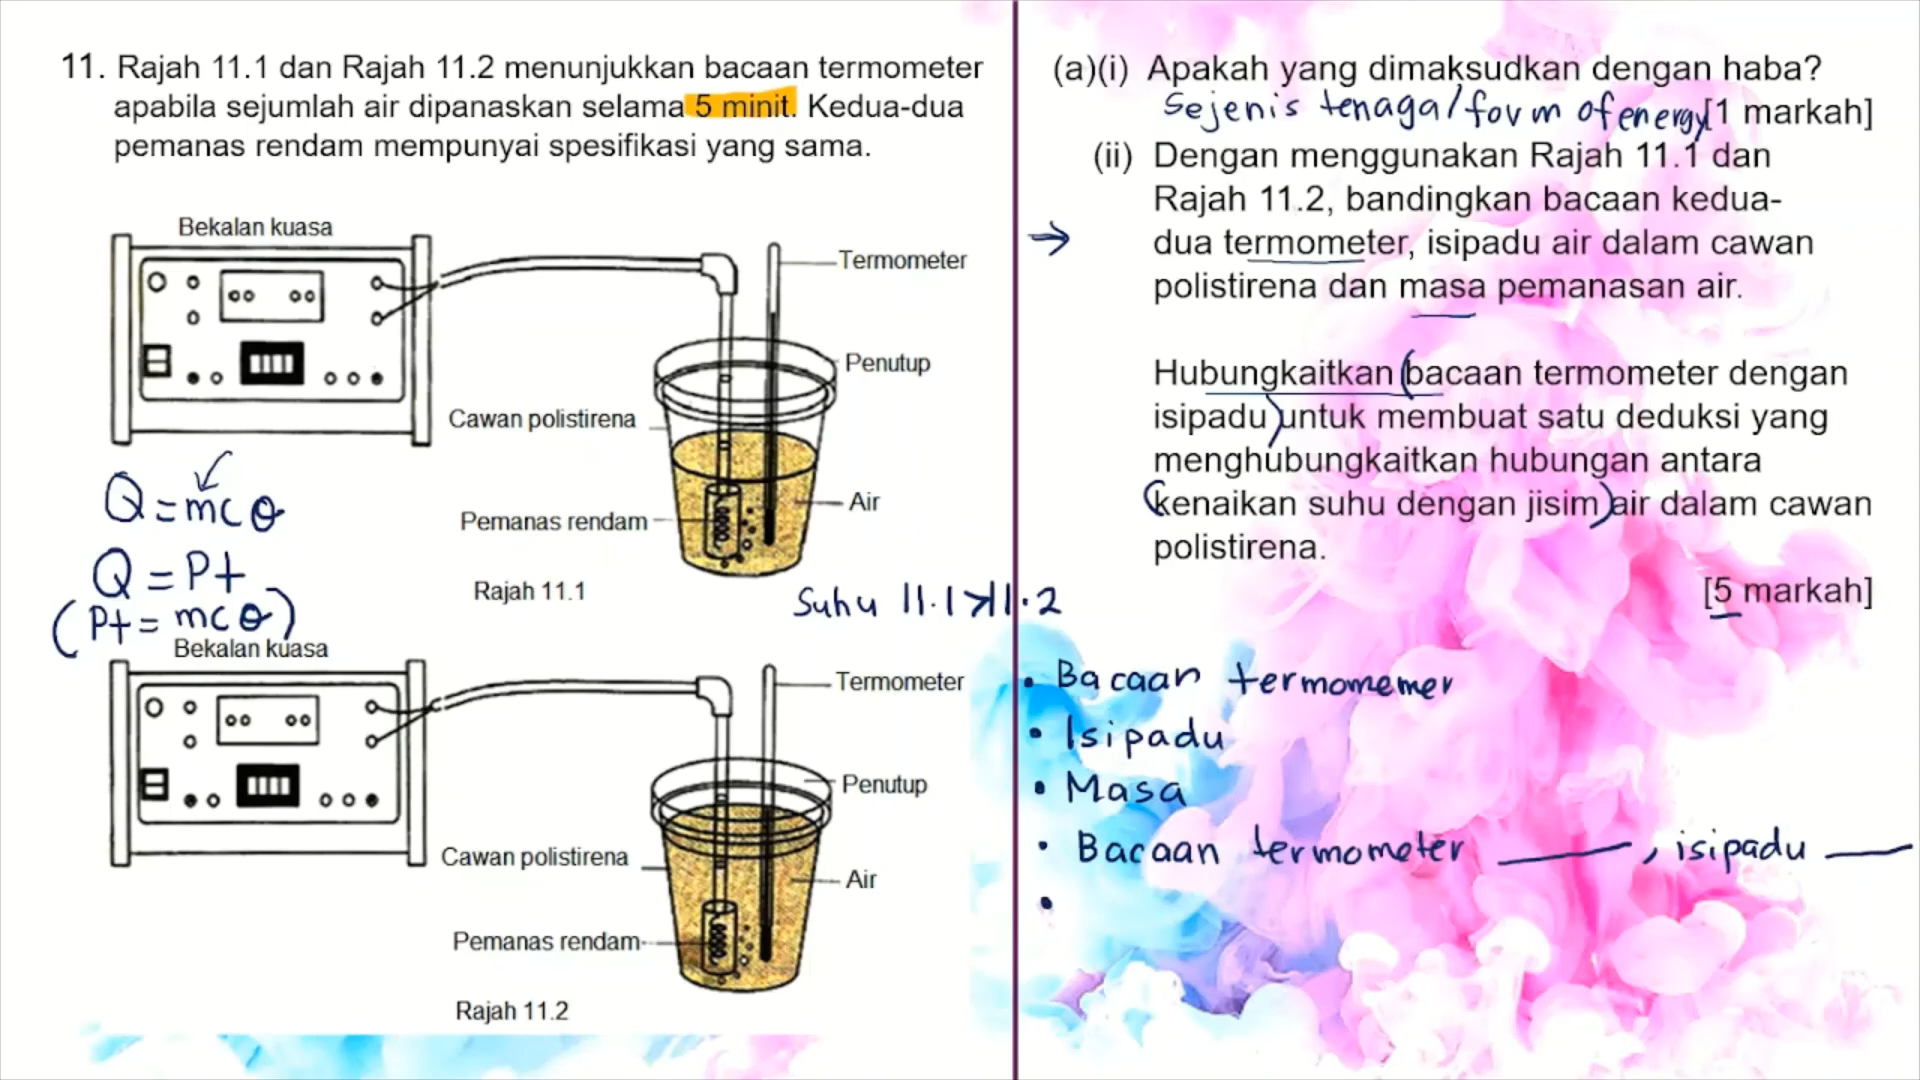 11. Rajah 11.1 dan Rajah 11.2 menunjukkan bacaan termometer
apabila sejumlah air dipanaskan selama 5 minit. Kedua-dua
pemanas rendam mempunyai spesifikasi yang sama.
Bekalan kuasa
Termometer
Penutup
Cawan polistirena
Air
Pemanas rendam
Rajah 11.1
Q = mcθ
Q = Pt
(Pt = mcθ)
Suhu 11.1 > 11.2
Bekalan kuasa
Termometer
Penutup
Cawan polistirena
Air
Pemanas rendam
Rajah 11.2
(a)(i) Apakah yang dimaksudkan dengan haba?
Sejenis tenaga / form of energy [1 markah]
(ii) Dengan menggunakan Rajah 11.1 dan
Rajah 11.2, bandingkan bacaan kedua-
→ dua termometer, isipadu air dalam cawan
polistirena dan masa pemanasan air.
Hubungkaitkan (bacaan termometer dengan
isipadu) untuk membuat satu deduksi yang
menghubungkaitkan hubungan antara
(kenaikan suhu dengan jisim) air dalam cawan
polistirena.
[5 markah]
• Bacaan termomemer
• Isipadu
• Masa
• Bacaan termometer ____, isipadu ____
•